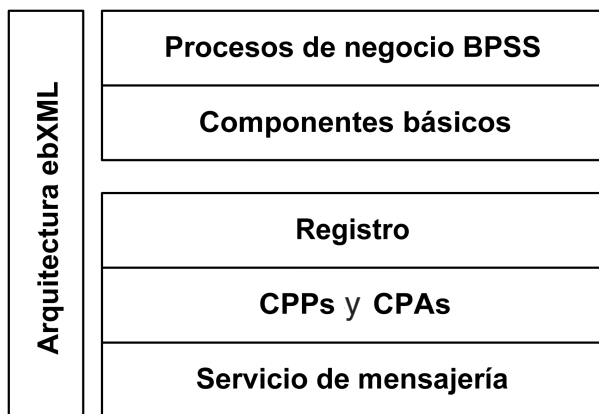 Arquitectura ebXML
Procesos de negocio BPSS
Componentes básicos
Registro
CPPs y CPAs
Servicio de mensajería